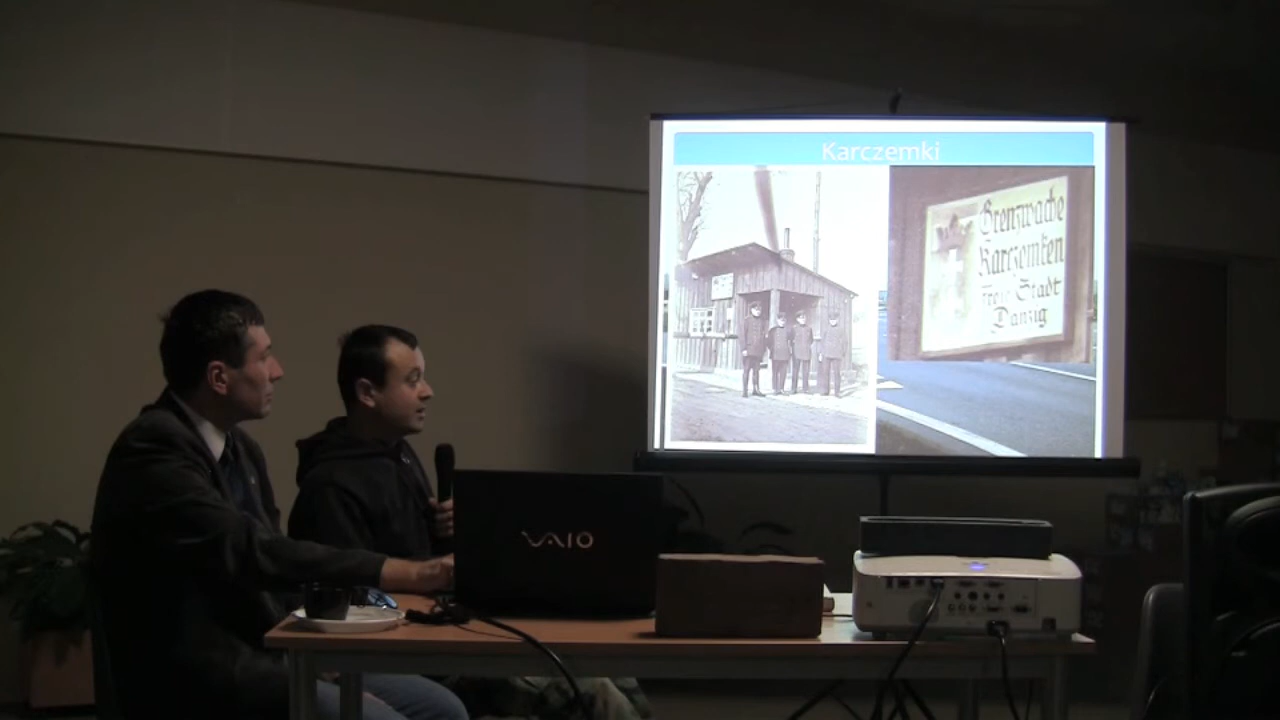 Karczemki
Grenzwache
Karczemken
Freie Stadt
Danzig
VAIO